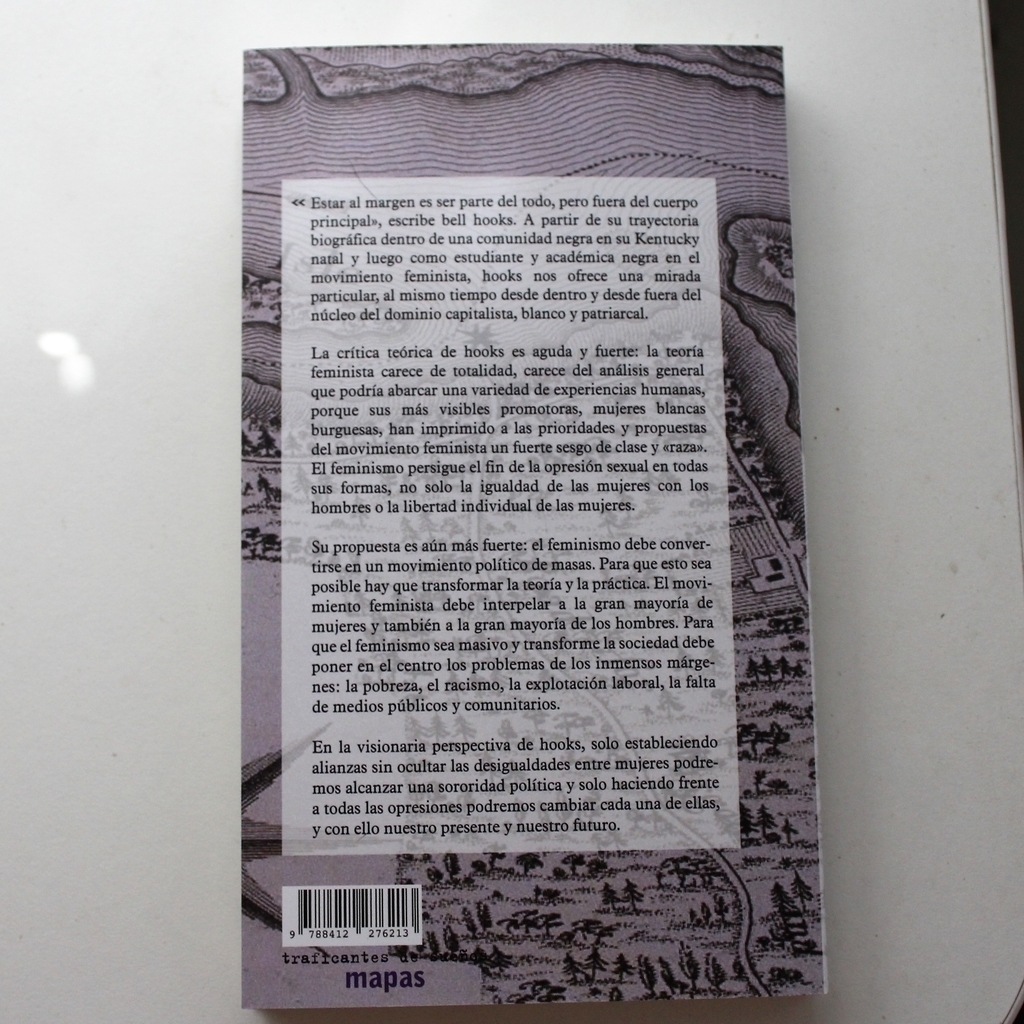 « Estar al margen es ser parte del todo, pero fuera del cuerpo
principal», escribe bell hooks. A partir de su trayectoria
biográfica dentro de una comunidad negra en su Kentucky
natal y luego como estudiante y académica negra en el
movimiento feminista, hooks nos ofrece una mirada
particular, al mismo tiempo desde dentro y desde fuera del
núcleo del dominio capitalista, blanco y patriarcal.
La crítica teórica de hooks es aguda y fuerte: la teoría
feminista carece de totalidad, carece del análisis general
que podría abarcar una variedad de experiencias humanas,
porque sus más visibles promotoras, mujeres blancas
burguesas, han imprimido a las prioridades y propuestas
del movimiento feminista un fuerte sesgo de clase y «raza».
El feminismo persigue el fin de la opresión sexual en todas
sus formas, no solo la igualdad de las mujeres con los
hombres o la libertad individual de las mujeres.
Su propuesta es aún más fuerte: el feminismo debe conver-
tirse en un movimiento político de masas. Para que esto sea
posible hay que transformar la teoría y la práctica. El movi-
miento feminista debe interpelar a la gran mayoría de
mujeres y también a la gran mayoría de los hombres. Para
que el feminismo sea masivo y transforme la sociedad debe
poner en el centro los problemas de los inmensos márge-
nes: la pobreza, el racismo, la explotación laboral, la falta
de medios públicos y comunitarios.
En la visionaria perspectiva de hooks, solo estableciendo
alianzas sin ocultar las desigualdades entre mujeres podre-
mos alcanzar una sororidad política y solo haciendo frente
a todas las opresiones podremos cambiar cada una de ellas,
y con ello nuestro presente y nuestro futuro.
9 788412 276213
traficantes de sueños
mapas